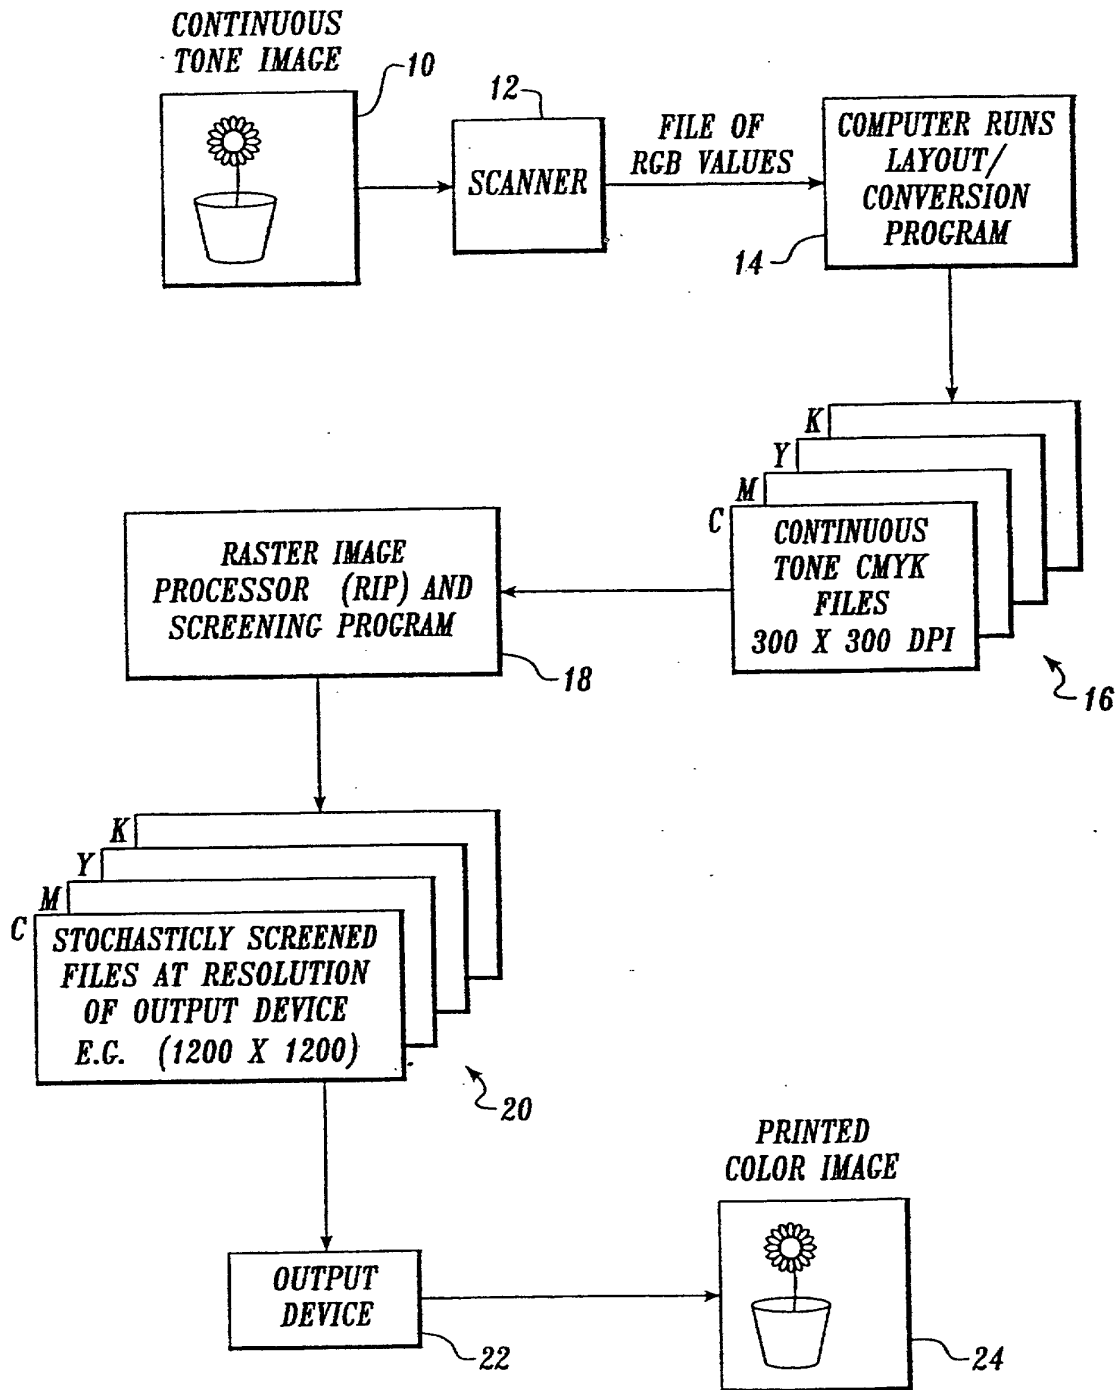 CONTINUOUS
TONE IMAGE
10
12
SCANNER
FILE OF
RGB VALUES
COMPUTER RUNS
LAYOUT/
CONVERSION
PROGRAM
14
K
Y
M
C
CONTINUOUS
TONE CMYK
FILES
300 X 300 DPI
16
RASTER IMAGE
PROCESSOR (RIP) AND
SCREENING PROGRAM
18
K
Y
M
C
STOCHASTICLY SCREENED
FILES AT RESOLUTION
OF OUTPUT DEVICE
E.G. (1200 X 1200)
20
OUTPUT
DEVICE
22
PRINTED
COLOR IMAGE
24